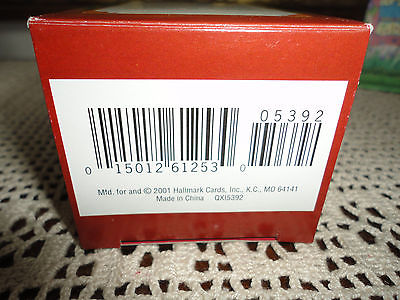 05392
0 15012 61253 0
Mfd. for and © 2001 Hallmark Cards, Inc., K.C., MO 64141
Made in China QXI5392